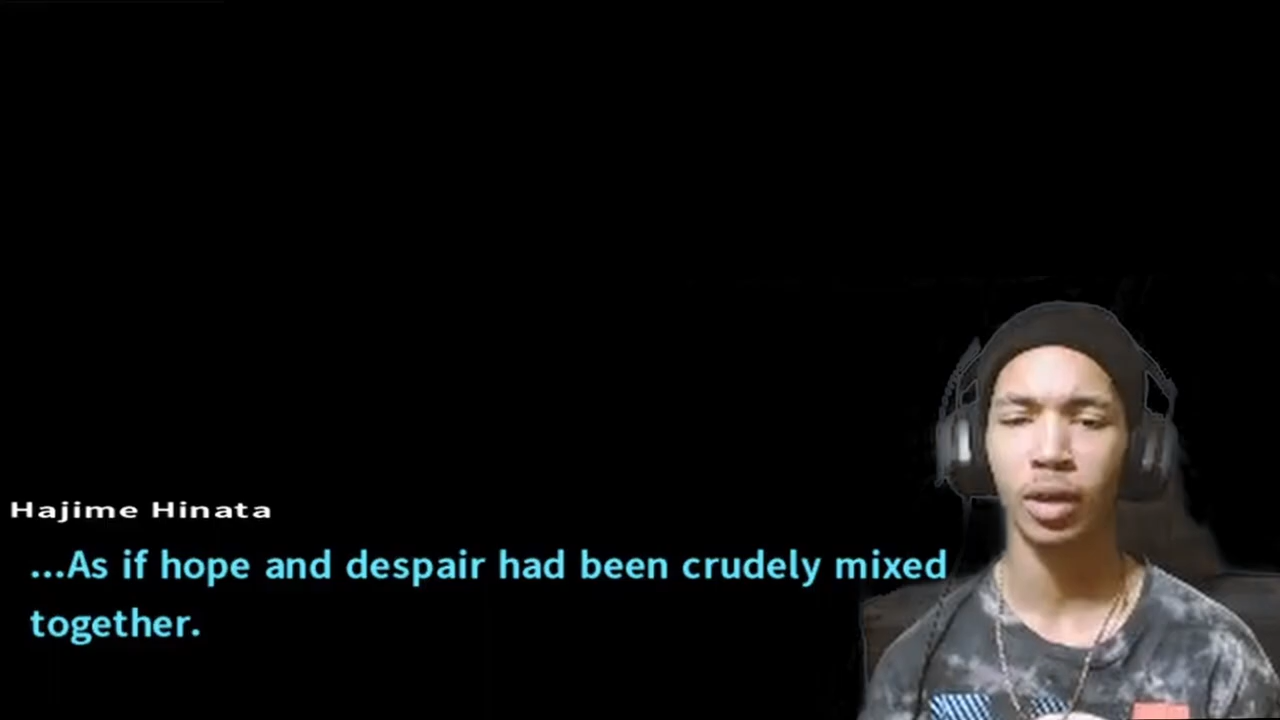 Hajime Hinata
...As if hope and despair had been crudely mixed
together.